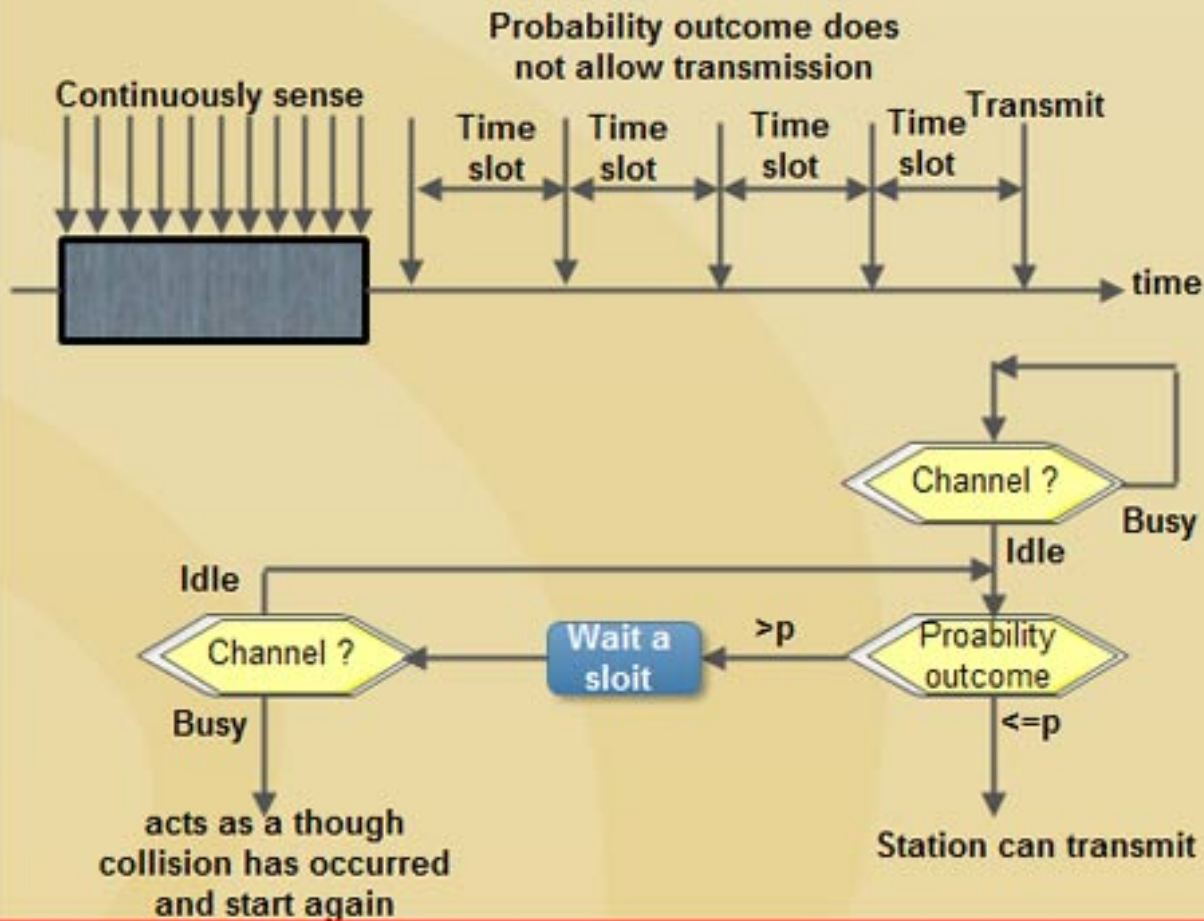 Probability outcome does
not allow transmission
Continuously sense
Time
slot
Time
slot
Time
slot
Time
slot
Transmit
time
Channel ?
Busy
Idle
Idle
Channel ?
Wait a
sloit
>p
Proability
outcome
Busy
<=p
acts as a though
collision has occurred
and start again
Station can transmit